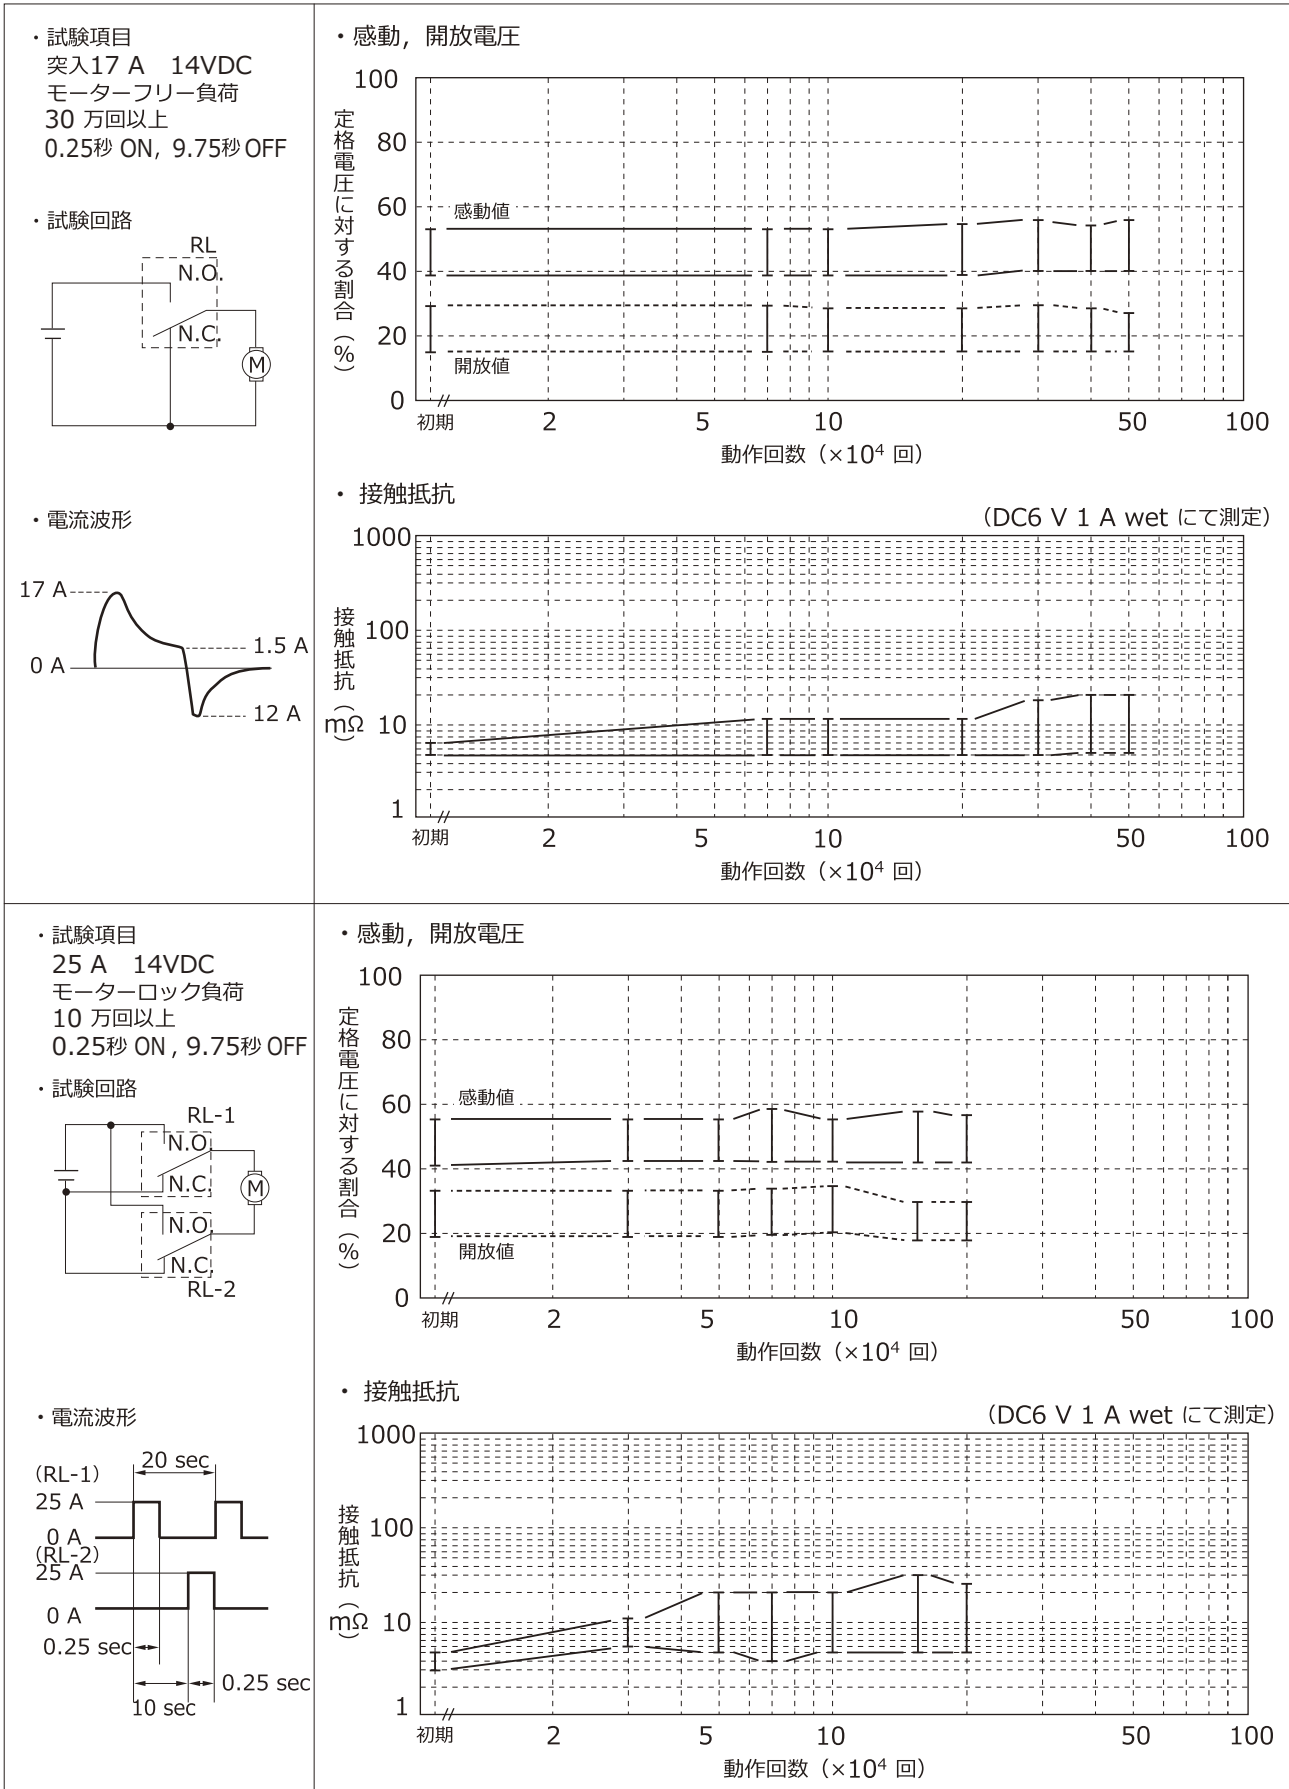 ・試験項目
突入17 A 14VDC
モーターフリー負荷
30 万回以上
0.25秒 ON, 9.75秒 OFF
・試験回路
RL
N.O.
N.C.
M
・電流波形
17 A
1.5 A
0 A
12 A
・感動，開放電圧
定格電圧に対する割合（%）
100
80
60
40
20
0
感動値
開放値
初期
2
5
10
50
100
動作回数（×10⁴ 回）
・ 接触抵抗
（DC6 V 1 A wet にて測定）
接触抵抗（mΩ）
1000
100
10
1
初期
2
5
10
50
100
動作回数（×10⁴ 回）
・試験項目
25 A 14VDC
モーターロック負荷
10 万回以上
0.25秒 ON , 9.75秒 OFF
・試験回路
RL-1
N.O.
N.C.
M
N.O.
N.C.
RL-2
・電流波形
20 sec
（RL-1）
25 A
0 A
（RL-2）
25 A
0 A
0.25 sec
0.25 sec
10 sec
・感動，開放電圧
定格電圧に対する割合（%）
100
80
60
40
20
0
感動値
開放値
初期
2
5
10
50
100
動作回数（×10⁴ 回）
・ 接触抵抗
（DC6 V 1 A wet にて測定）
接触抵抗（mΩ）
1000
100
10
1
初期
2
5
10
50
100
動作回数（×10⁴ 回）